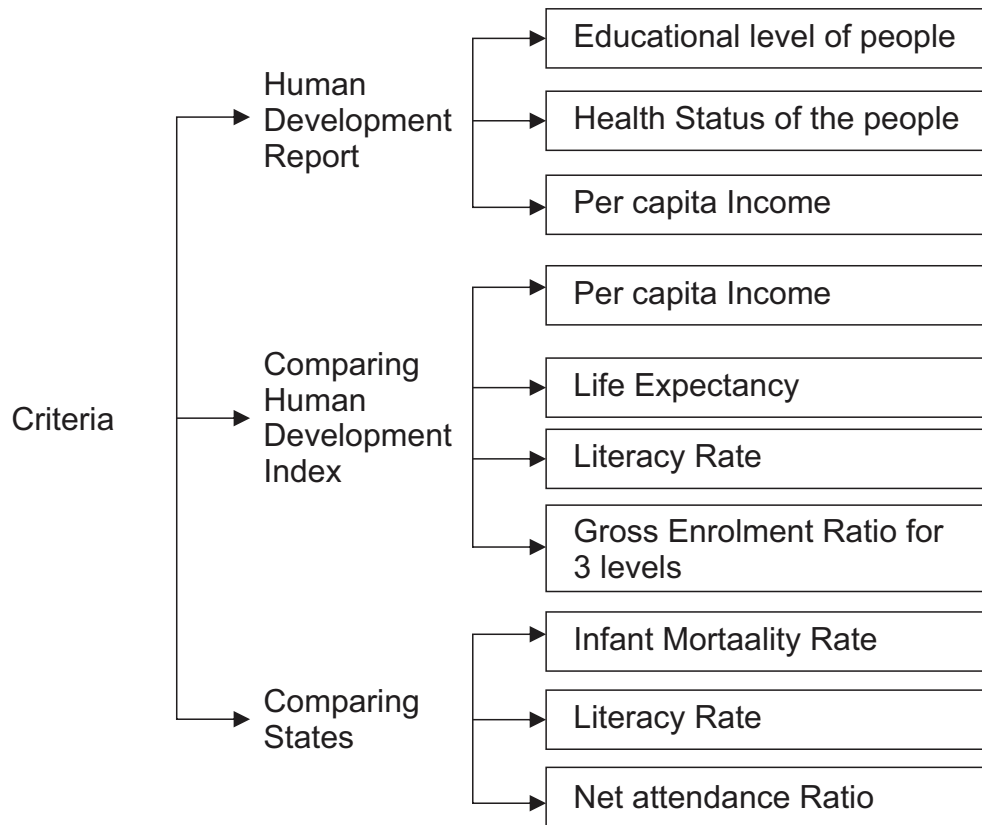 Criteria
Human
Development
Report
Educational level of people
Health Status of the people
Per capita Income
Comparing
Human
Development
Index
Per capita Income
Life Expectancy
Literacy Rate
Gross Enrolment Ratio for
3 levels
Comparing
States
Infant Mortaality Rate
Literacy Rate
Net attendance Ratio